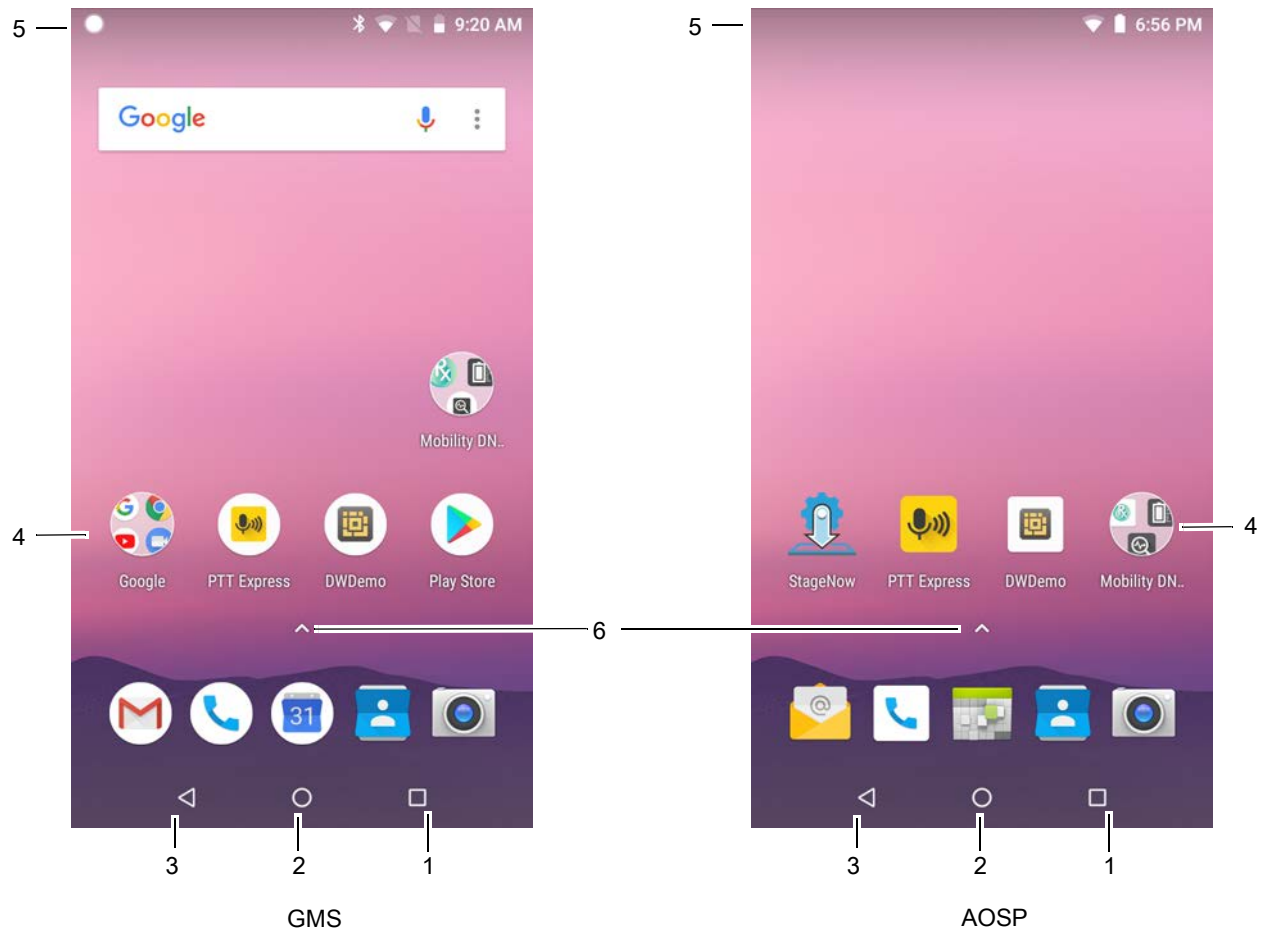 5
9:20 AM
5
6:56 PM
Google
Mobility DN..
4
Google
PTT Express
DWDemo
Play Store
StageNow
PTT Express
DWDemo
Mobility DN..
4
6
31
@
3
2
1
3
2
1
GMS
AOSP